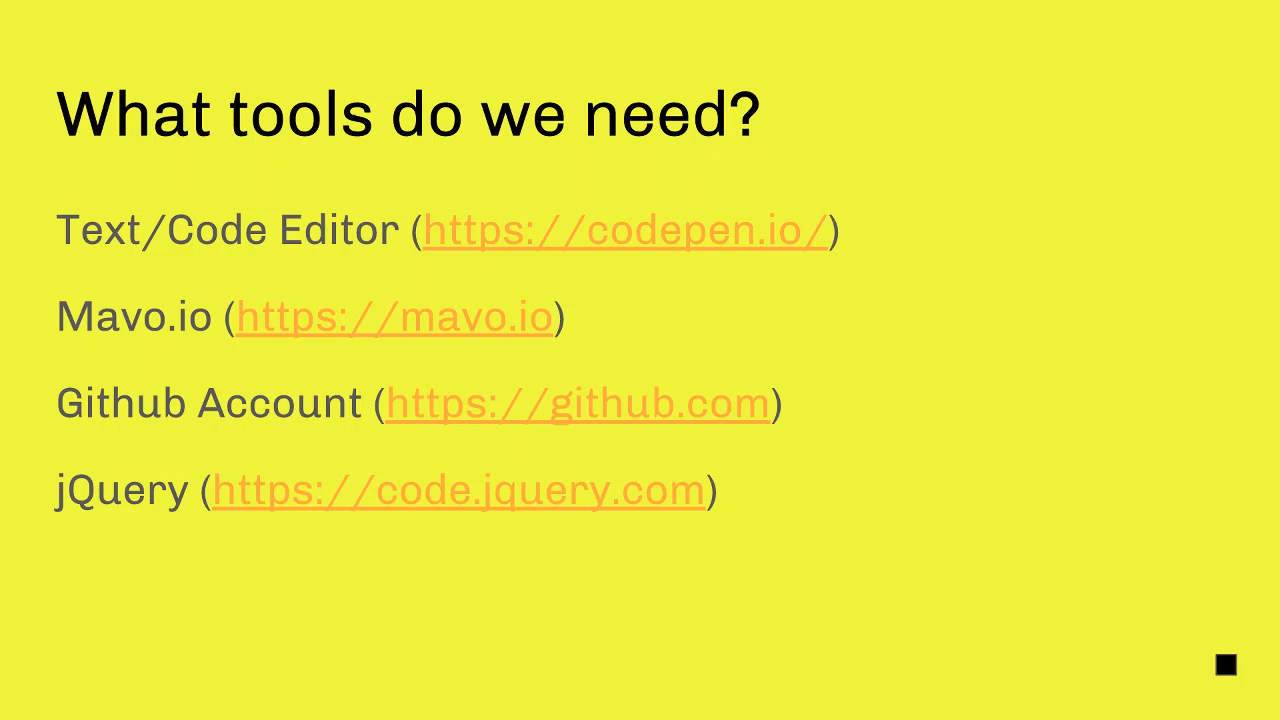 What tools do we need?
Text/Code Editor (https://codepen.io/)
Mavo.io (https://mavo.io)
Github Account (https://github.com)
jQuery (https://code.jquery.com)